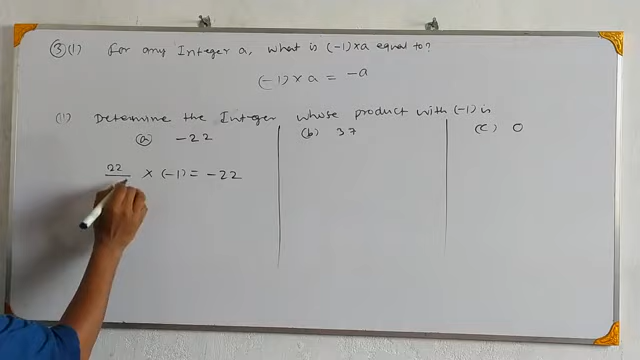 ③(i) For any Integer a, what is (-1)×a equal to?
(-1)×a = -a
(ii) Determine the Integer whose product with (-1) is
(a) -22 (b) 37 (c) 0
22 × (-1) = -22